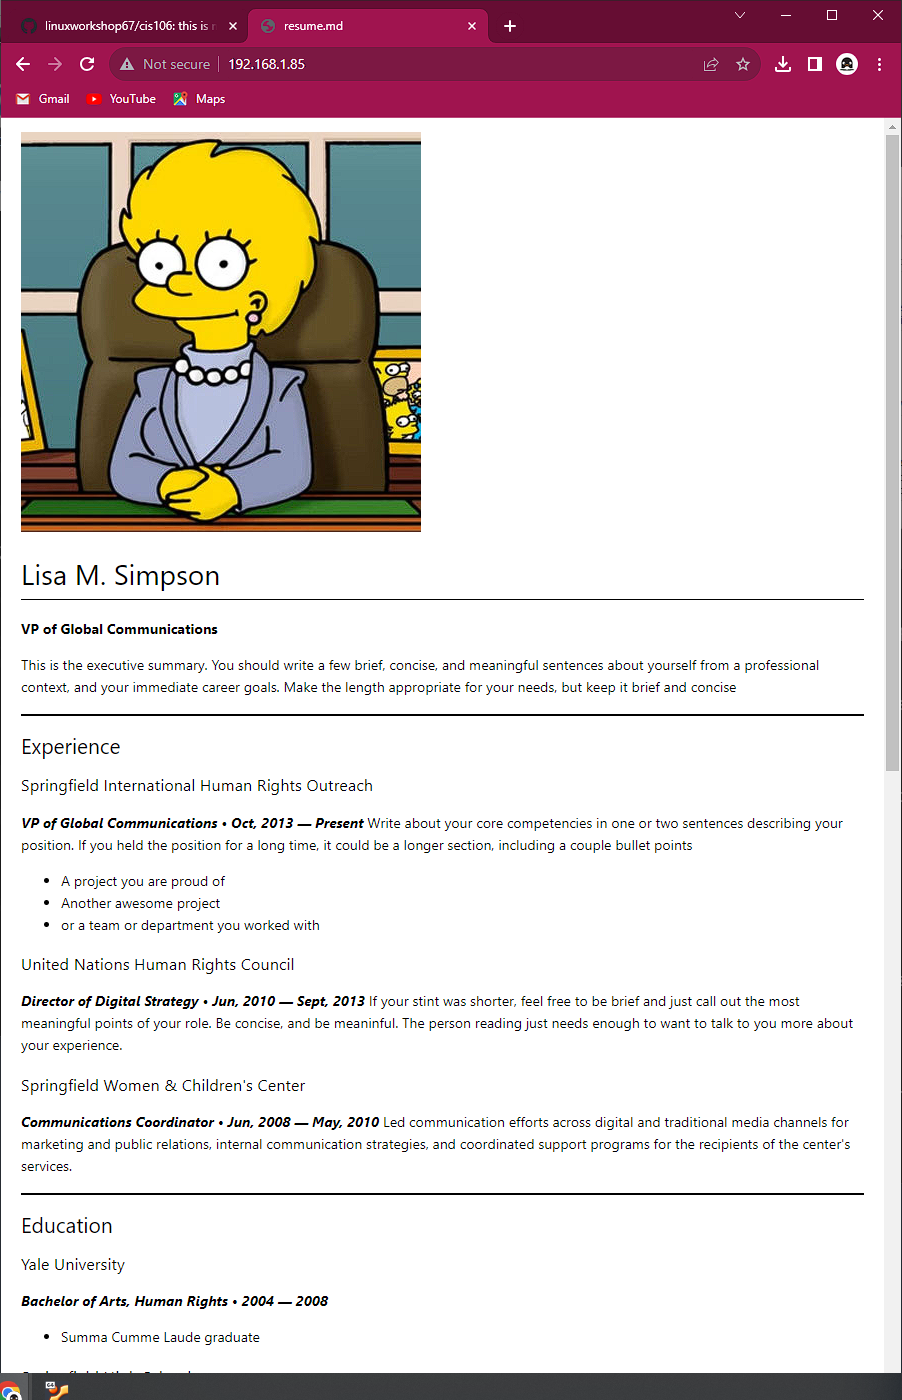 linuxworkshop67/cis106: this is
resume.md
Not secure
192.168.1.85
Gmail
YouTube
Maps
Lisa M. Simpson
VP of Global Communications
This is the executive summary. You should write a few brief, concise, and meaningful sentences about yourself from a professional
context, and your immediate career goals. Make the length appropriate for your needs, but keep it brief and concise
Experience
Springfield International Human Rights Outreach
VP of Global Communications • Oct, 2013 — Present Write about your core competencies in one or two sentences describing your
position. If you held the position for a long time, it could be a longer section, including a couple bullet points
• A project you are proud of
• Another awesome project
• or a team or department you worked with
United Nations Human Rights Council
Director of Digital Strategy • Jun, 2010 — Sept, 2013 If your stint was shorter, feel free to be brief and just call out the most
meaningful points of your role. Be concise, and be meaninful. The person reading just needs enough to want to talk to you more about
your experience.
Springfield Women & Children's Center
Communications Coordinator • Jun, 2008 — May, 2010 Led communication efforts across digital and traditional media channels for
marketing and public relations, internal communication strategies, and coordinated support programs for the recipients of the center's
services.
Education
Yale University
Bachelor of Arts, Human Rights • 2004 — 2008
• Summa Cumme Laude graduate